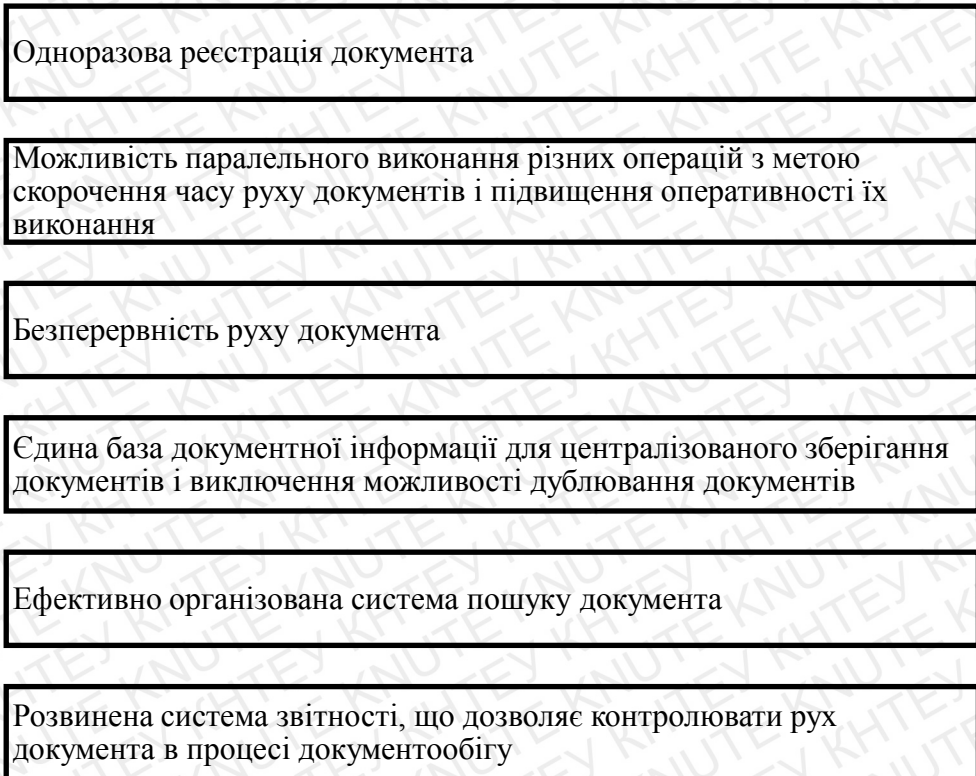 Одноразова реєстрація документа
Можливість паралельного виконання різних операцій з метою
скорочення часу руху документів і підвищення оперативності їх
виконання
Безперервність руху документа
Єдина база документної інформації для централізованого зберігання
документів і виключення можливості дублювання документів
Ефективно організована система пошуку документа
Розвинена система звітності, що дозволяє контролювати рух
документа в процесі документообігу